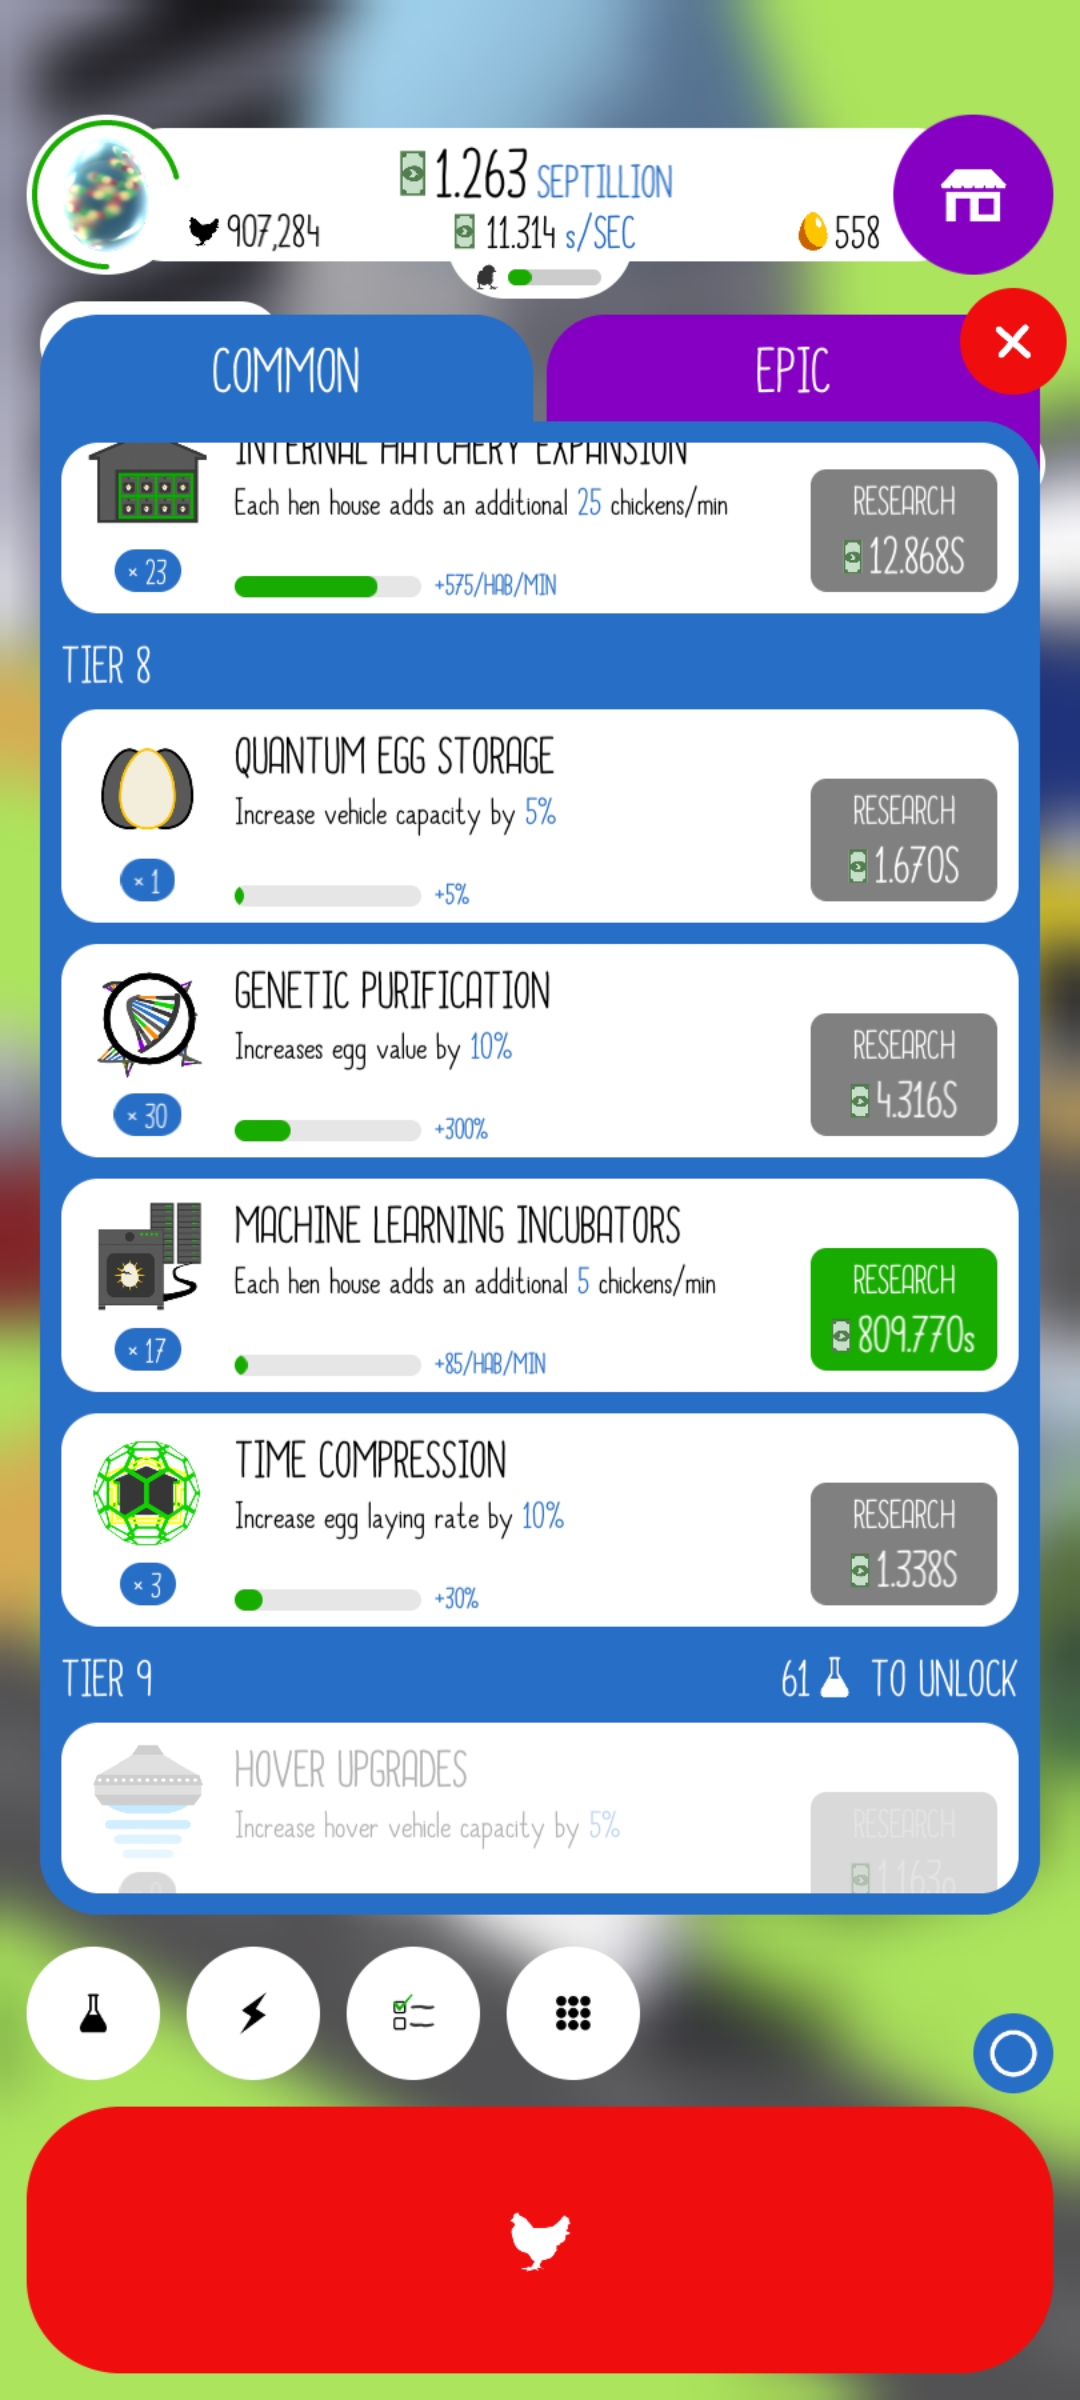 1.263 SEPTILLION
907,284
11.314 s/SEC
558
COMMON
EPIC
INTERNAL HATCHERY EXPANSION
Each hen house adds an additional 25 chickens/min
RESEARCH
12.868S
× 23
+575/HAB/MIN
TIER 8
QUANTUM EGG STORAGE
Increase vehicle capacity by 5%
RESEARCH
1.670S
× 1
+5%
GENETIC PURIFICATION
Increases egg value by 10%
RESEARCH
4.316S
× 30
+300%
MACHINE LEARNING INCUBATORS
Each hen house adds an additional 5 chickens/min
RESEARCH
809.770s
× 17
+85/HAB/MIN
TIME COMPRESSION
Increase egg laying rate by 10%
RESEARCH
1.338S
× 3
+30%
TIER 9
61 TO UNLOCK
HOVER UPGRADES
Increase hover vehicle capacity by 5%
RESEARCH